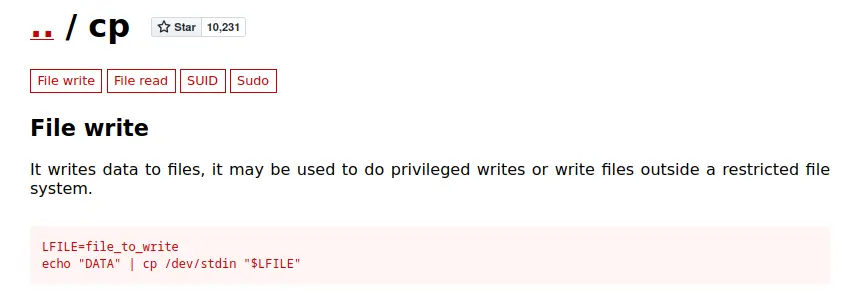 .. / cp Star 10,231
File write File read SUID Sudo
File write
It writes data to files, it may be used to do privileged writes or write files outside a restricted file
system.
LFILE=file_to_write
echo "DATA" | cp /dev/stdin "$LFILE"